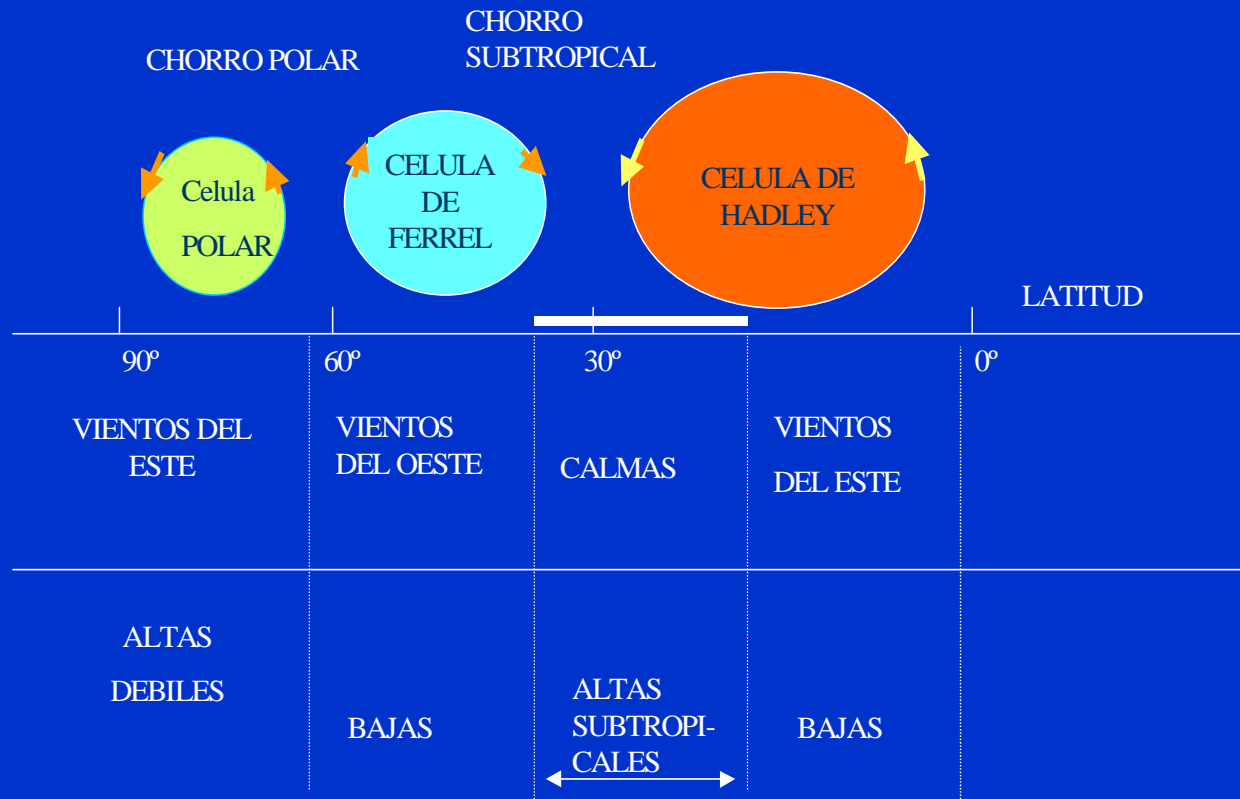 CHORRO POLAR
CHORRO
SUBTROPICAL
Celula
POLAR
CELULA
DE
FERREL
CELULA DE
HADLEY
LATITUD
90º
60º
30º
0º
VIENTOS DEL
ESTE
VIENTOS
DEL OESTE
CALMAS
VIENTOS
DEL ESTE
ALTAS
DEBILES
BAJAS
ALTAS
SUBTROPI-
CALES
BAJAS